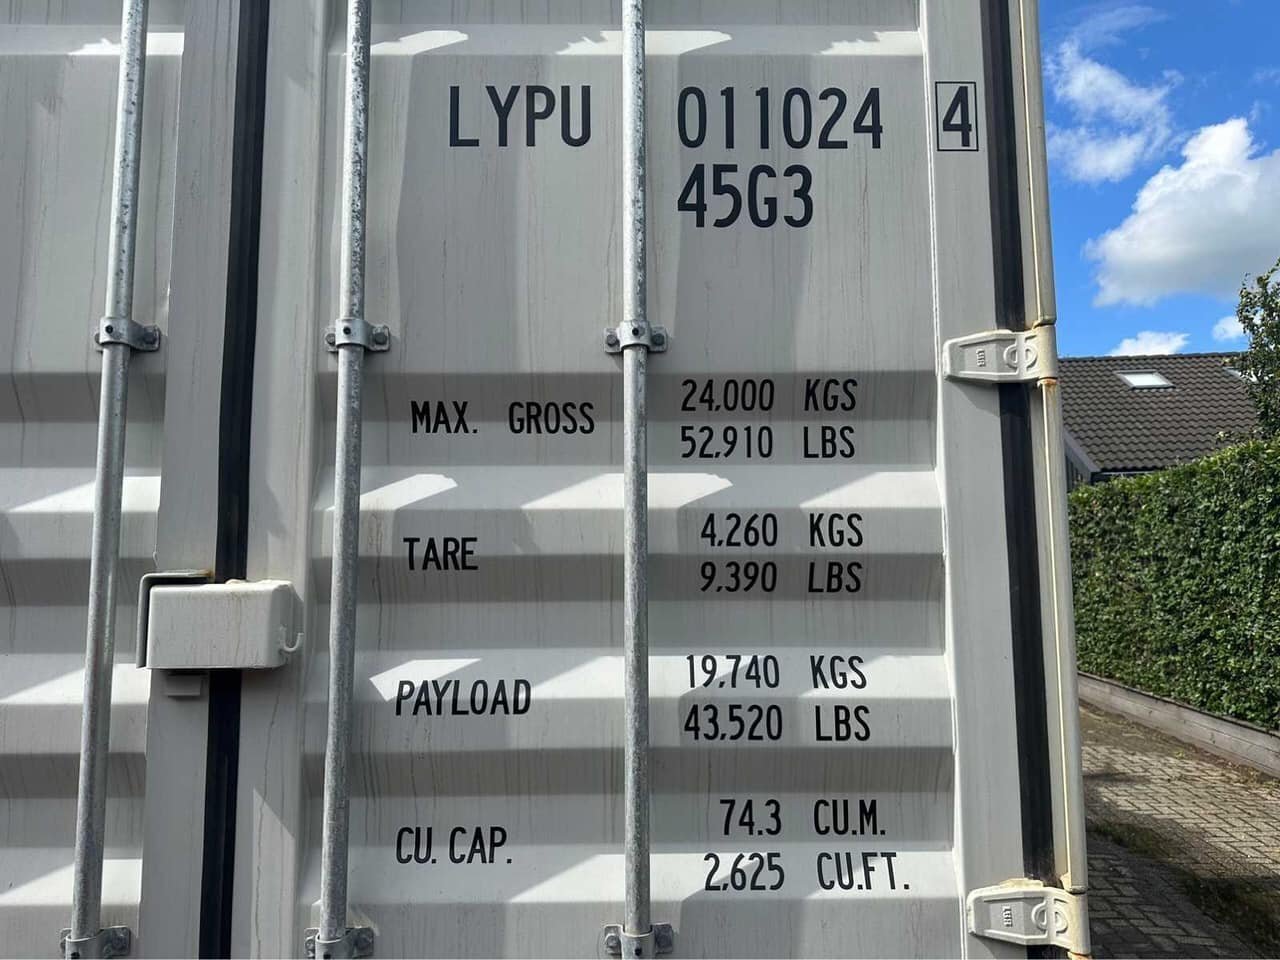 LYPU 011024 4
45G3
MAX. GROSS
24,000 KGS
52,910 LBS
TARE
4,260 KGS
9,390 LBS
PAYLOAD
19,740 KGS
43,520 LBS
CU. CAP.
74.3 CU.M.
2,625 CU.FT.